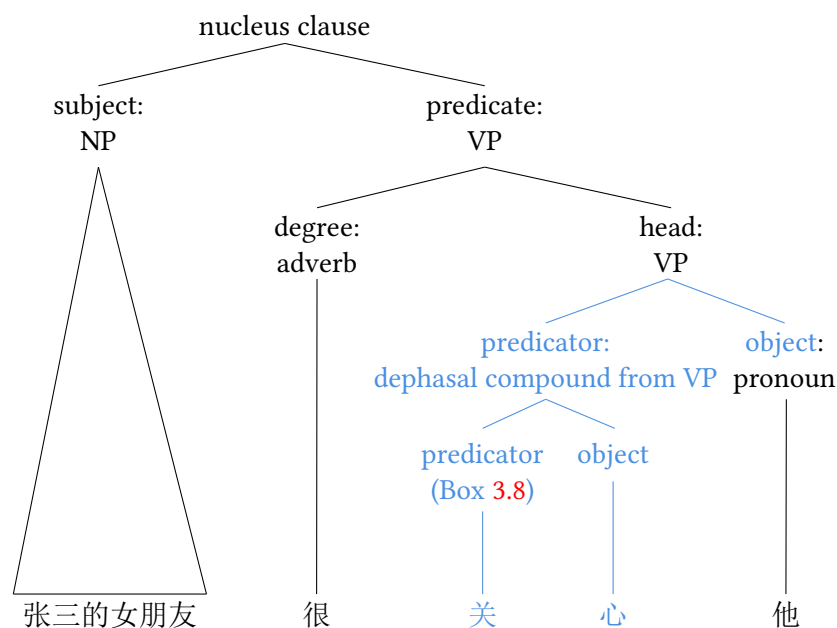 nucleus clause
subject: predicate:
NP VP
degree: head:
adverb VP
predicator: object:
dephasal compound from VP pronoun
predicator object
(Box 3.8)
张三的女朋友 很 关 心 他